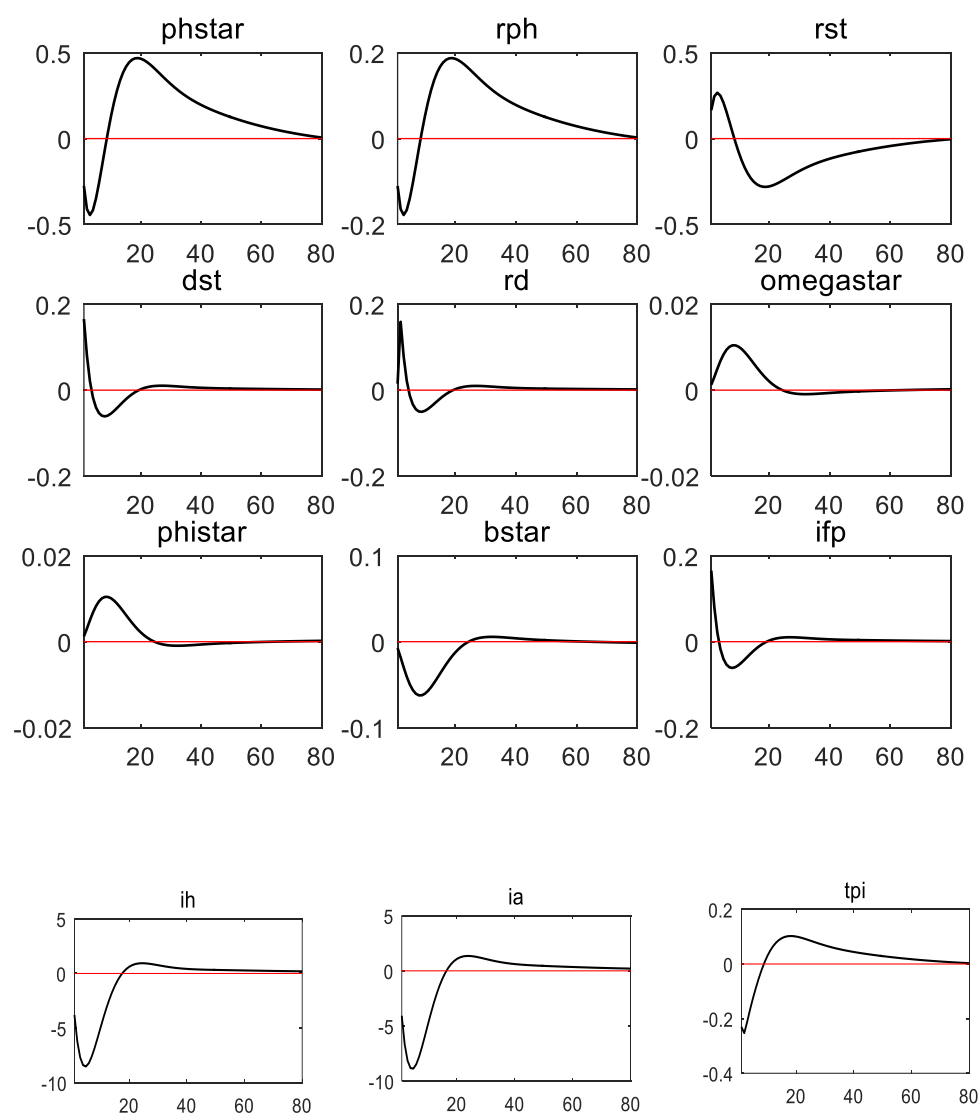 phstar rph rst
0.5 0.2 0.5
0 0 0
-0.5 -0.2 -0.5
20 40 60 80 20 40 60 80 20 40 60 80
dst rd omegastar
0.2 0.2 0.02
0 0 0
-0.2 -0.2 -0.02
20 40 60 80 20 40 60 80 20 40 60 80
phistar bstar ifp
0.02 0.1 0.2
0 0 0
-0.02 -0.1 -0.2
20 40 60 80 20 40 60 80 20 40 60 80
ih ia tpi
5 5 0.2
0 0 0
-5 -5 -0.2
-10 -10 -0.4
20 40 60 80 20 40 60 80 20 40 60 80